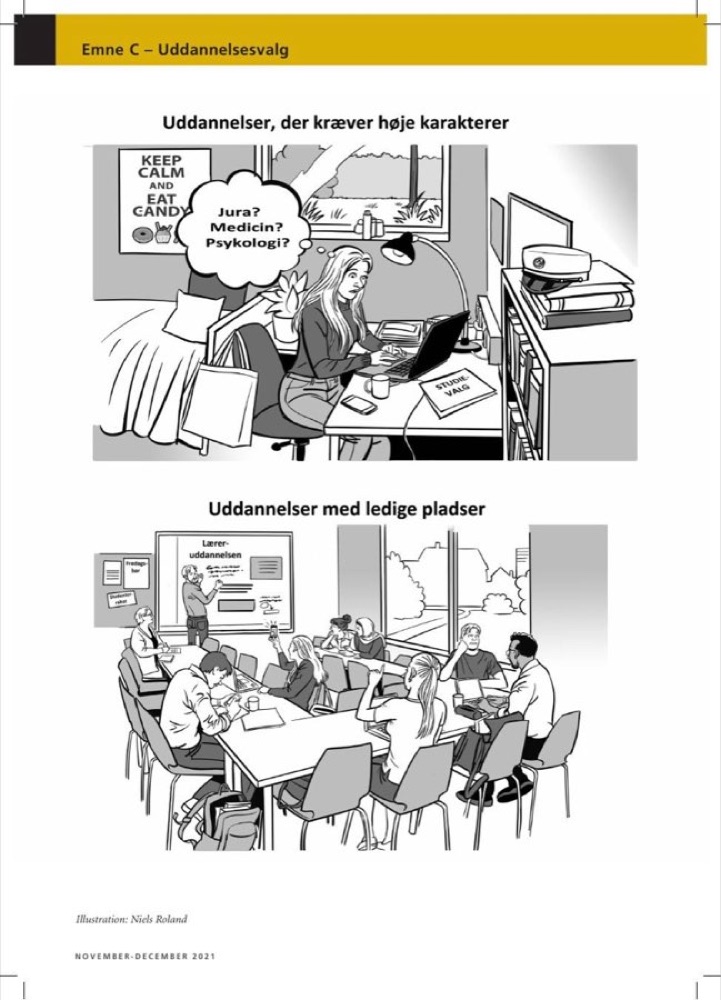 Emne C – Uddannelsesvalg
Uddannelser, der kræver høje karakterer
KEEP
CALM
AND
EAT
CANDY
Jura?
Medicin?
Psykologi?
STUDIE-
VALG
Uddannelser med ledige pladser
Lærer-
uddannelsen
Fredags-
bar
Illustration: Niels Roland
NOVEMBER-DECEMBER 2021